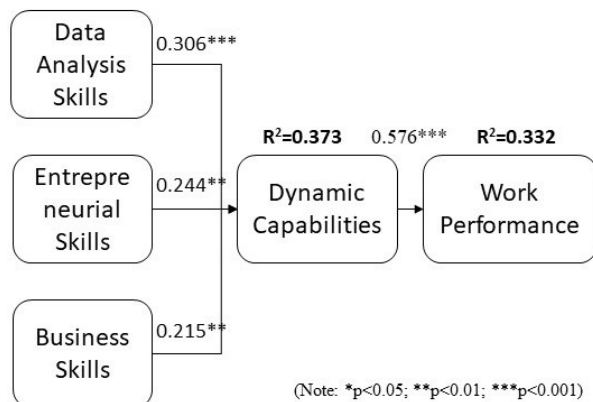 Data
Analysis
Skills
0.306***
Entrepre
neurial
Skills
0.244**
Business
Skills
0.215**
R²=0.373
Dynamic
Capabilities
0.576***
R²=0.332
Work
Performance
(Note: *p<0.05; **p<0.01; ***p<0.001)